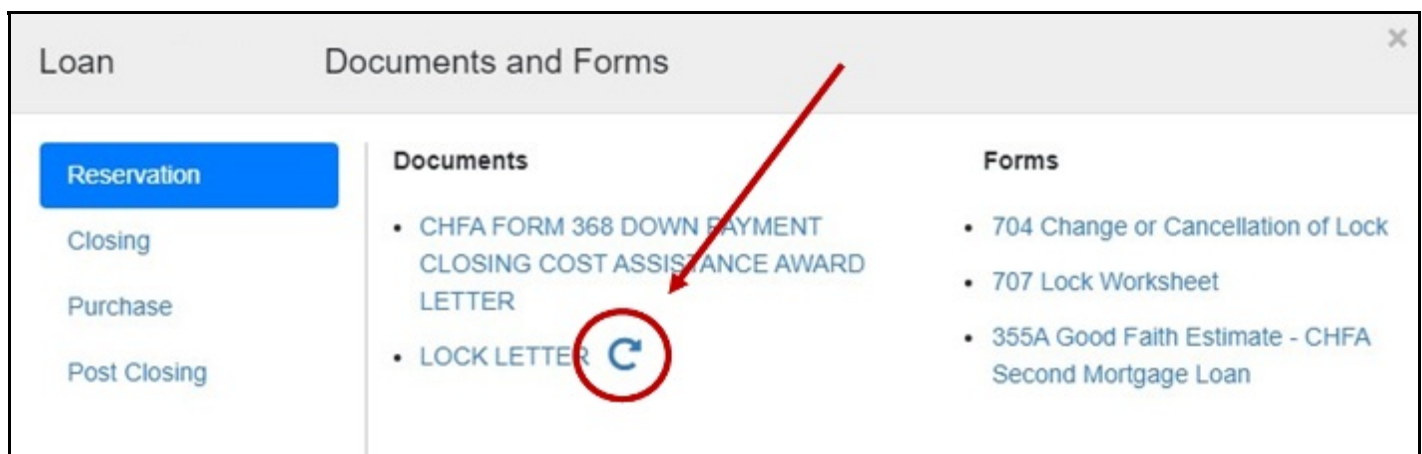 Loan Documents and Forms ×
Reservation
Closing
Purchase
Post Closing
Documents
• CHFA FORM 368 DOWN PAYMENT
CLOSING COST ASSISTANCE AWARD
LETTER
• LOCK LETTER
Forms
• 704 Change or Cancellation of Lock
• 707 Lock Worksheet
• 355A Good Faith Estimate - CHFA
Second Mortgage Loan